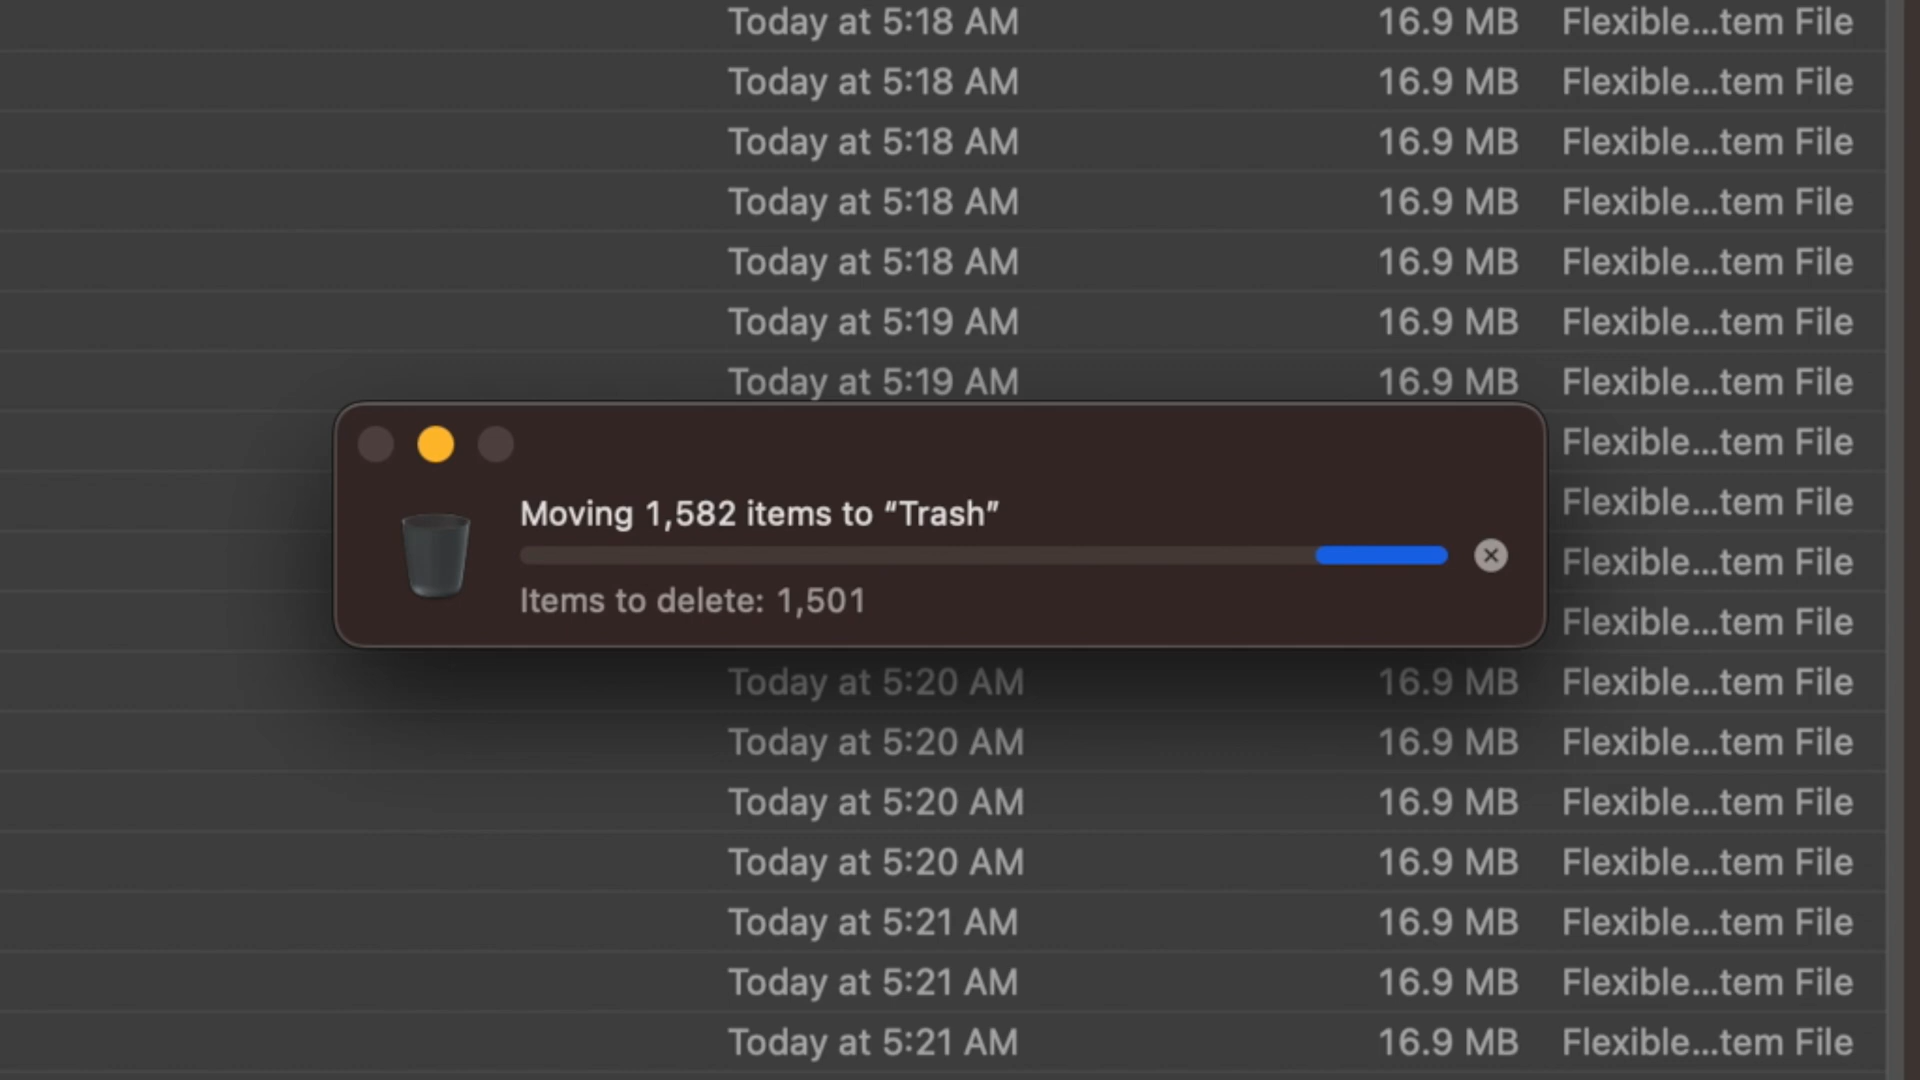 Today at 5:18 AM 16.9 MB Flexible...tem File
Today at 5:18 AM 16.9 MB Flexible...tem File
Today at 5:18 AM 16.9 MB Flexible...tem File
Today at 5:18 AM 16.9 MB Flexible...tem File
Today at 5:18 AM 16.9 MB Flexible...tem File
Today at 5:19 AM 16.9 MB Flexible...tem File
Today at 5:19 AM 16.9 MB Flexible...tem File
Flexible...tem File
Flexible...tem File
Flexible...tem File
Flexible...tem File
Moving 1,582 items to “Trash”
Items to delete: 1,501
Today at 5:20 AM 16.9 MB Flexible...tem File
Today at 5:20 AM 16.9 MB Flexible...tem File
Today at 5:20 AM 16.9 MB Flexible...tem File
Today at 5:20 AM 16.9 MB Flexible...tem File
Today at 5:21 AM 16.9 MB Flexible...tem File
Today at 5:21 AM 16.9 MB Flexible...tem File
Today at 5:21 AM 16.9 MB Flexible...tem File